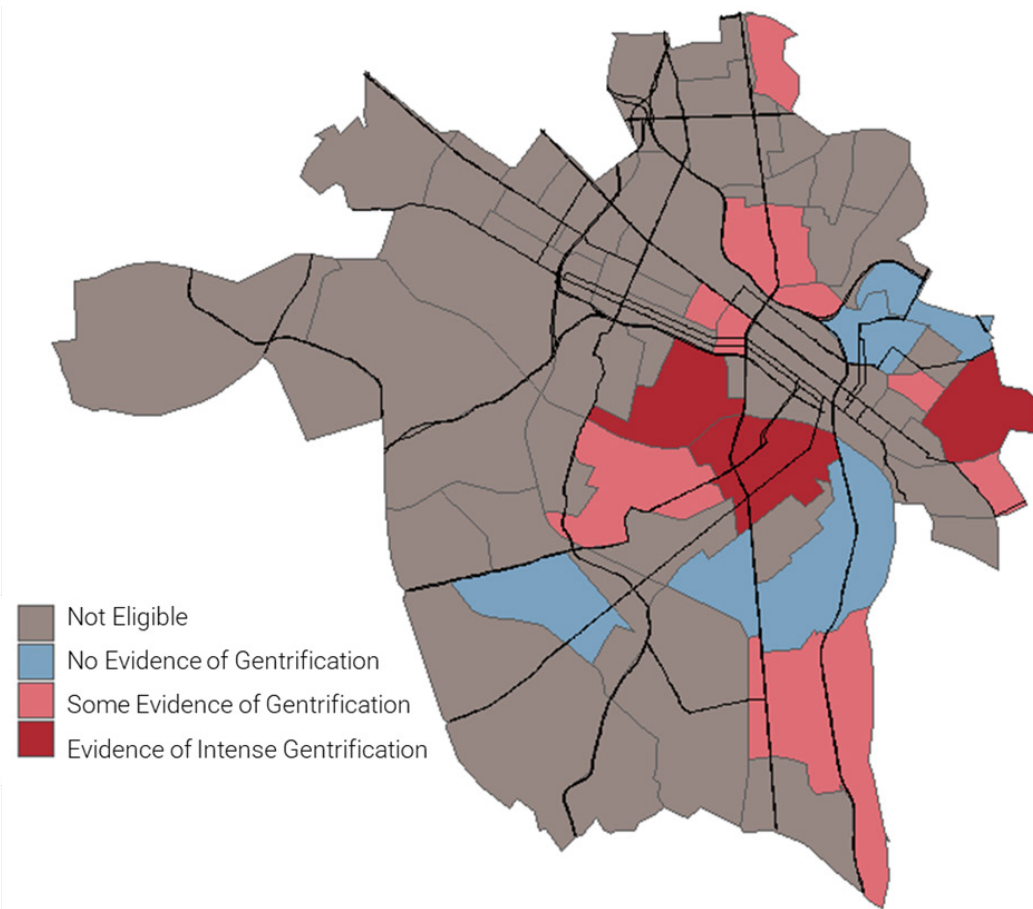 Not Eligible
No Evidence of Gentrification
Some Evidence of Gentrification
Evidence of Intense Gentrification